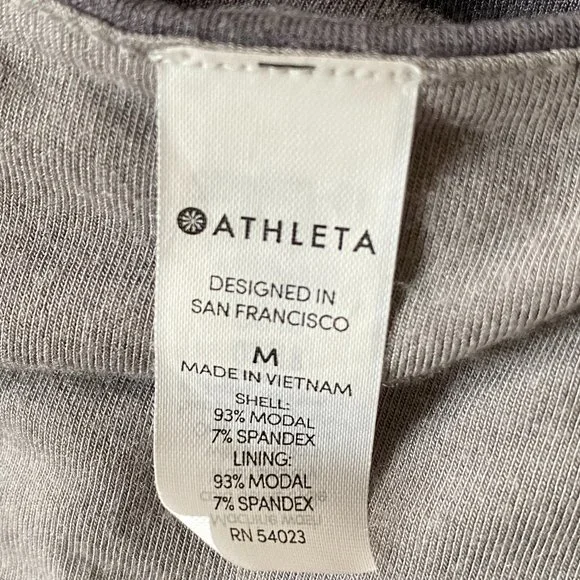 ATHLETA
DESIGNED IN
SAN FRANCISCO
M
MADE IN VIETNAM
SHELL:
93% MODAL
7% SPANDEX
LINING:
93% MODAL
7% SPANDEX
RN 54023